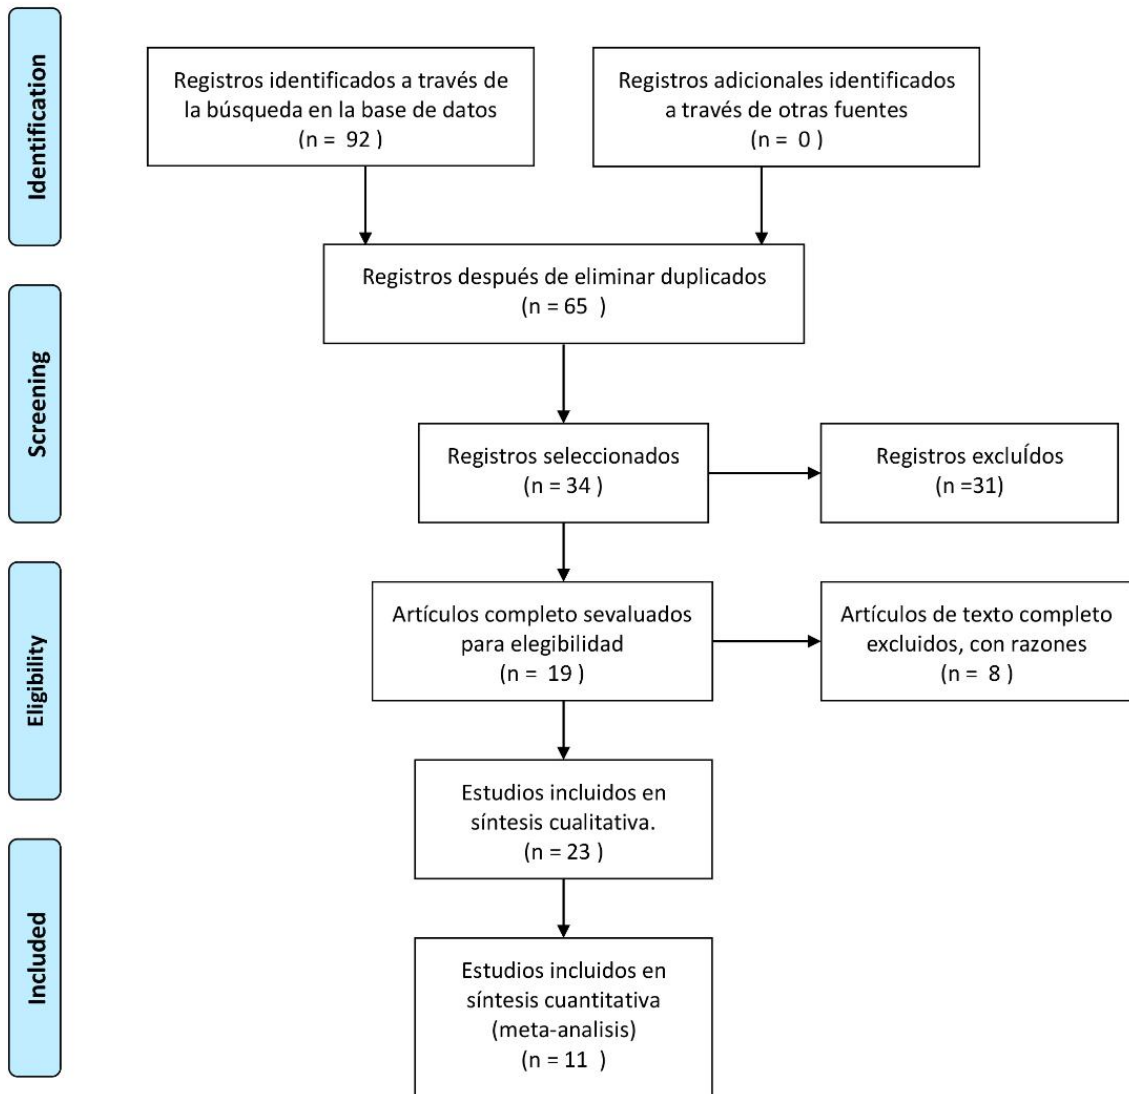 Identification
Registros identificados a través de
la búsqueda en la base de datos
(n =  92 )
Registros adicionales identificados
a través de otras fuentes
(n =  0 )
Registros después de eliminar duplicados
(n = 65  )
Screening
Registros seleccionados
(n = 34 )
Registros excluÍdos
(n =31)
Eligibility
Artículos completo sevaluados
para elegibilidad
(n =  19 )
Artículos de texto completo
excluidos, con razones
(n =  8 )
Estudios incluidos en
síntesis cualitativa.
(n = 23 )
Included
Estudios incluidos en
síntesis cuantitativa
(meta-analisis)
(n = 11  )